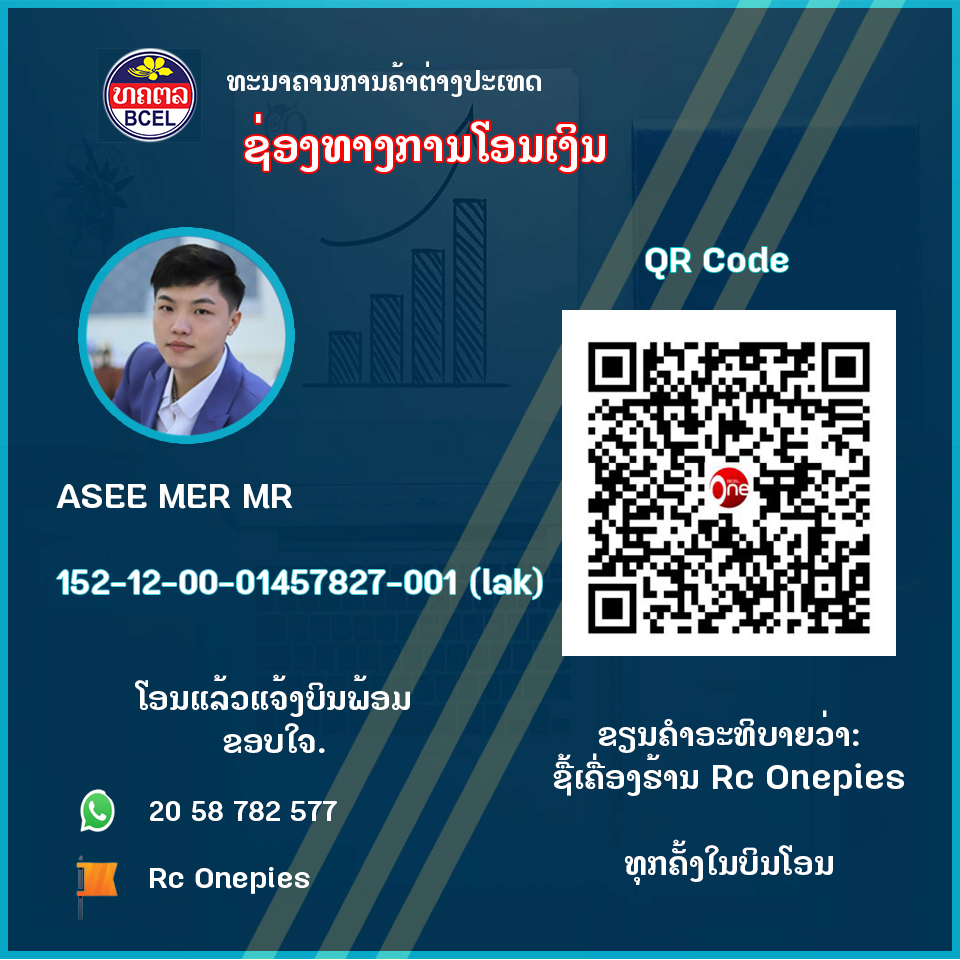 ທຄຕລ
BCEL
ທະນາຄານການຄ້າຕ່າງປະເທດ
ຊ່ອງທາງການໂອນເງິນ
QR Code
BCEL
One
ASEE MER MR
152-12-00-01457827-001 (lak)
ໂອນແລ້ວແຈ້ງບິນພ້ອມ
ຂອບໃຈ.
20 58 782 577
Rc Onepies
ຂຽນຄຳອະທິບາຍວ່າ:
ຊື້ເຄື່ອງຮ້ານ Rc Onepies
ທຸກຄັ້ງໃນບິນໂອນ